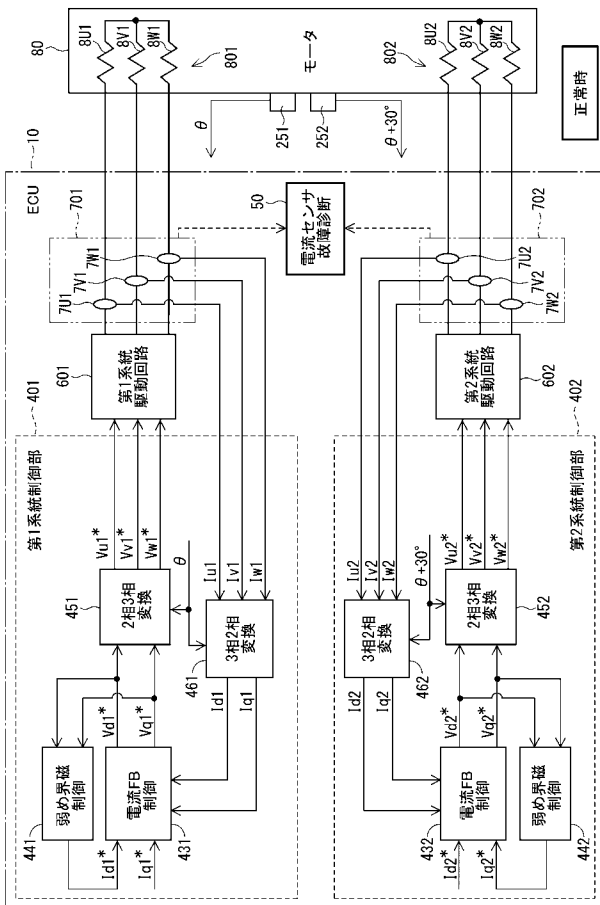 10
ECU
第1系統制御部
401
441
弱め界磁
制御
Vd1*
Vq1*
Id1*
Iq1*
電流FB
制御
431
451
2相3相
変換
Vu1*
Vv1*
Vw1*
θ
461
3相2相
変換
Id1
Iq1
Iu1
Iv1
Iw1
601
第1系統
駆動回路
701
7U1
7V1
7W1
50
電流センサ
故障診断
80
8U1
8V1
8W1
801
モータ
θ
251
252
θ+30°
802
8U2
8V2
8W2
正常時
702
7U2
7V2
7W2
第2系統
駆動回路
602
402
第2系統制御部
Iu2
Iv2
Iw2
3相2相
変換
462
Id2
Iq2
θ+30°
2相3相
変換
452
Vu2*
Vv2*
Vw2*
Vd2*
Vq2*
電流FB
制御
432
Id2*
Iq2*
弱め界磁
制御
442